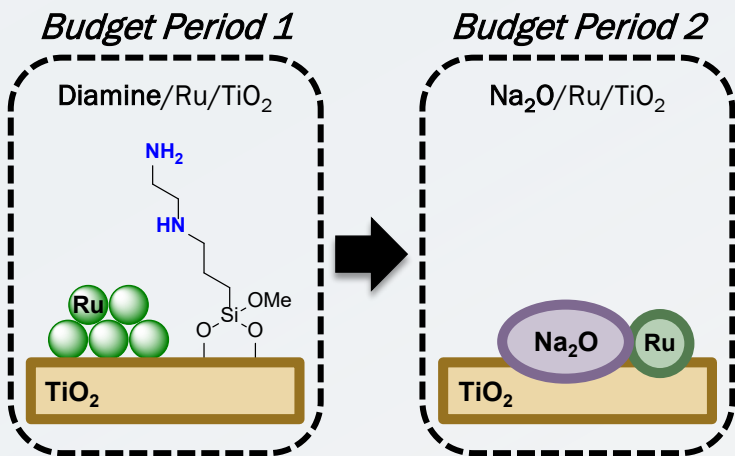 Budget Period 1
Diamine/Ru/TiO₂
NH₂
HN
Ru
Si
OMe
O
O
TiO₂
Budget Period 2
Na₂O/Ru/TiO₂
Na₂O
Ru
TiO₂